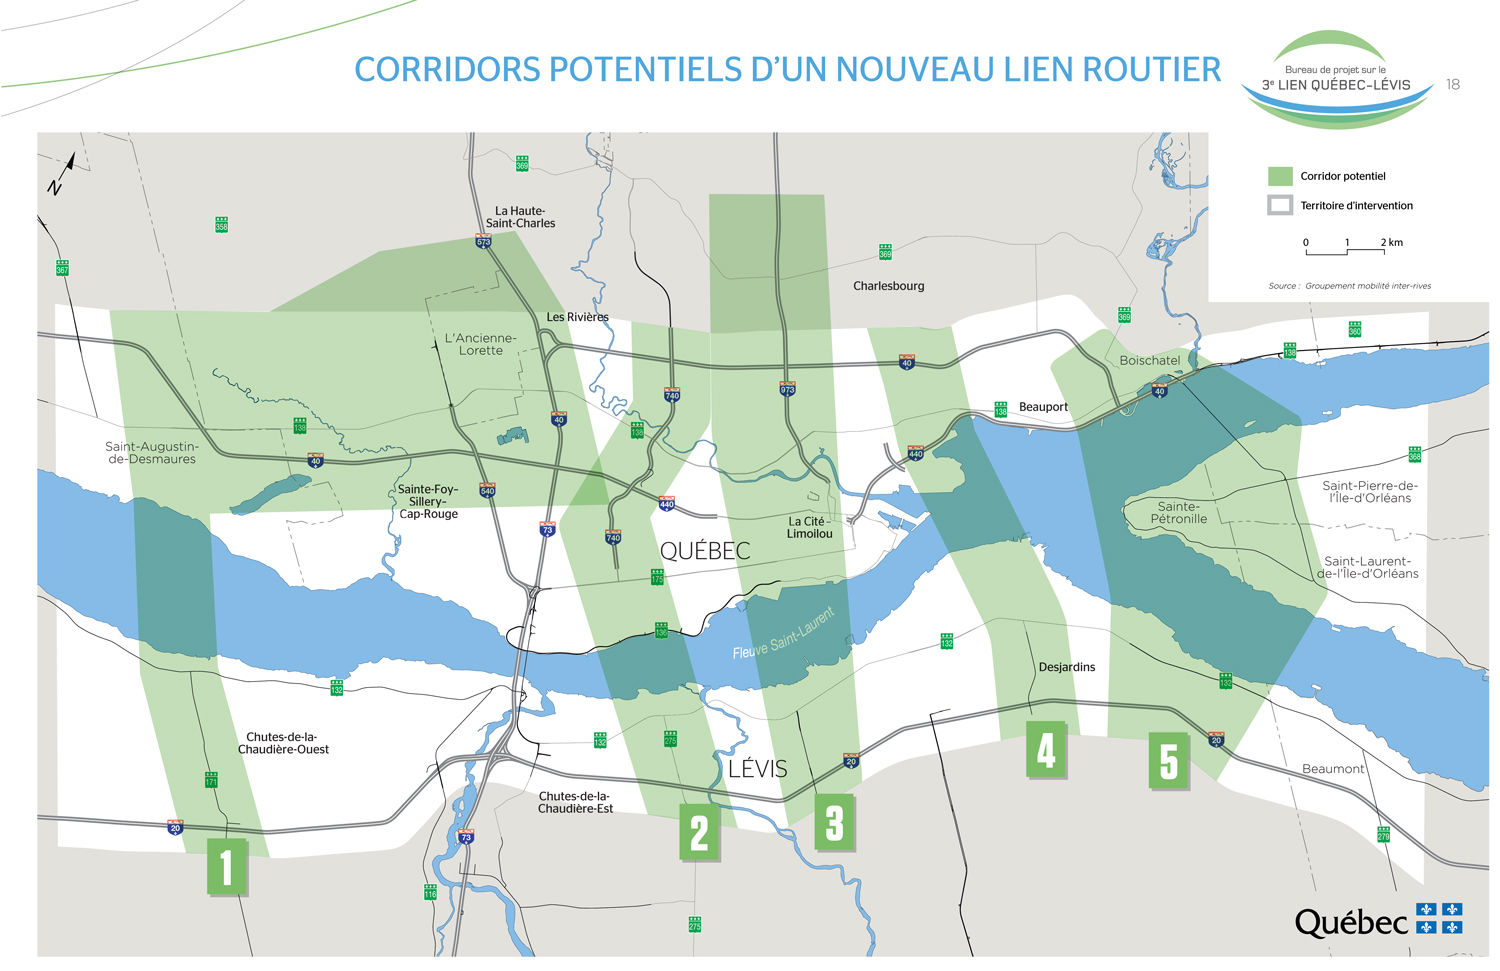 CORRIDORS POTENTIELS D'UN NOUVEAU LIEN ROUTIER
Bureau de projet sur le
3e LIEN QUÉBEC-LÉVIS
18
Corridor potentiel
Territoire d'intervention
0 1 2 km
Source : Groupement mobilité inter-rives
N
369
358
367
La Haute-
Saint-Charles
573
369
Charlesbourg
Les Rivières
369
360
138
L'Ancienne-
Lorette
Boischatel
40
40
740
973
40
138
Beauport
138
138
Saint-Augustin-
de-Desmaures
40
440
368
540
Sainte-Foy-
Sillery-
Cap-Rouge
440
Saint-Pierre-de-
l'Île-d'Orléans
Sainte-
Pétronille
73
La Cité-
Limoilou
740
QUÉBEC
175
Saint-Laurent-
de-l'Île-d'Orléans
136
Fleuve Saint-Laurent
132
Desjardins
132
132
Chutes-de-la-
Chaudière-Ouest
132
275
20
20
4
5
LÉVIS
Beaumont
171
Chutes-de-la-
Chaudière-Est
20
73
2
3
279
1
116
275
Québec